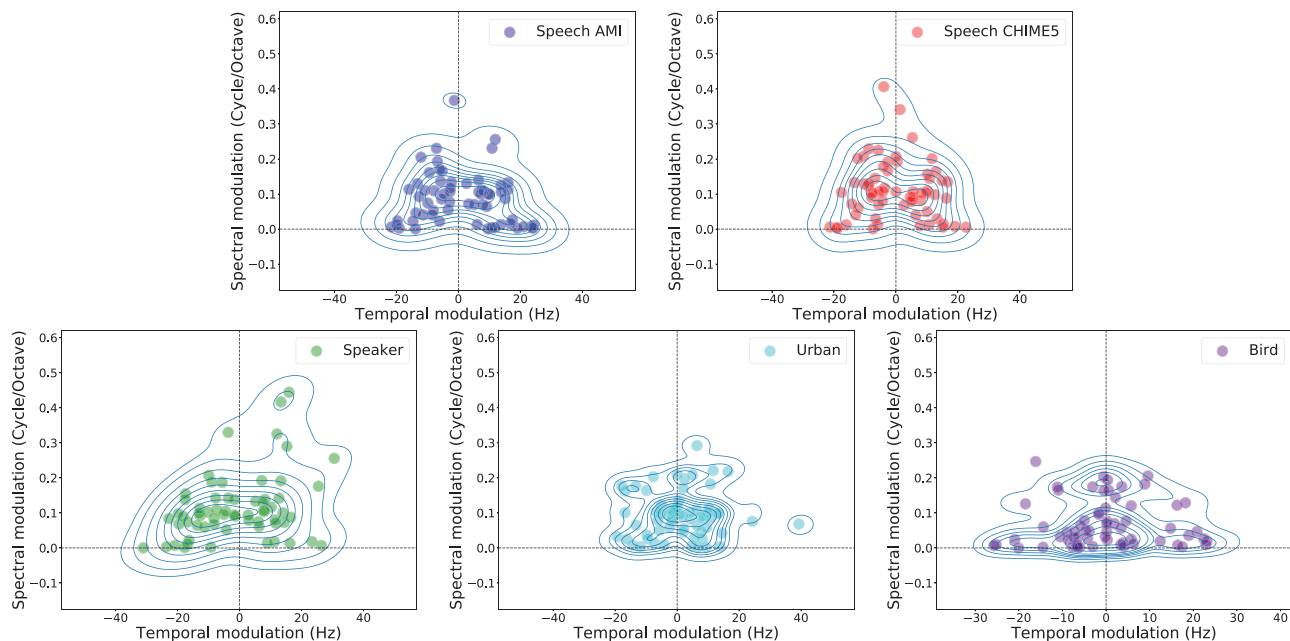 Speech AMI
Spectral modulation (Cycle/Octave)
0.6
0.5
0.4
0.3
0.2
0.1
0.0
−0.1
−40 −20 0 20 40
Temporal modulation (Hz)
Speech CHIME5
Spectral modulation (Cycle/Octave)
0.6
0.5
0.4
0.3
0.2
0.1
0.0
−0.1
−40 −20 0 20 40
Temporal modulation (Hz)
Speaker
Spectral modulation (Cycle/Octave)
0.6
0.5
0.4
0.3
0.2
0.1
0.0
−0.1
−40 −20 0 20 40
Temporal modulation (Hz)
Urban
Spectral modulation (Cycle/Octave)
0.6
0.5
0.4
0.3
0.2
0.1
0.0
−0.1
−40 −20 0 20 40
Temporal modulation (Hz)
Bird
Spectral modulation (Cycle/Octave)
0.6
0.5
0.4
0.3
0.2
0.1
0.0
−0.1
−30 −20 −10 0 10 20 30
Temporal modulation (Hz)